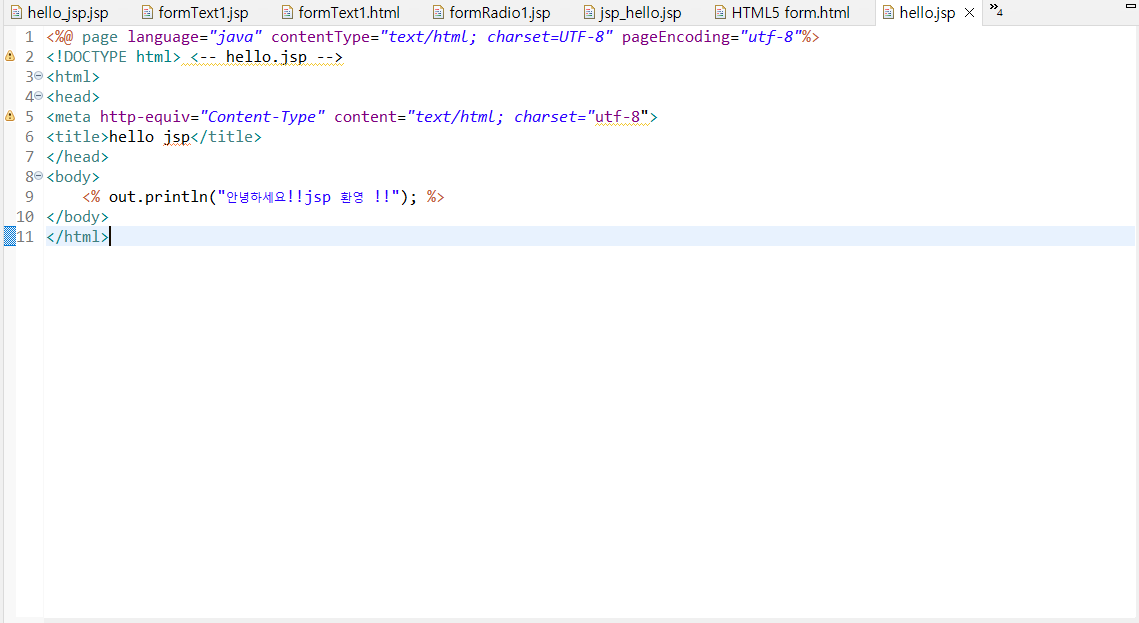 hello_jsp.jsp formText1.jsp formText1.html formRadio1.jsp jsp_hello.jsp HTML5 form.html hello.jsp »4
1 <%@ page language="java" contentType="text/html; charset=UTF-8" pageEncoding="utf-8"%>
2 <!DOCTYPE html> <-- hello.jsp -->
3 <html>
4 <head>
5 <meta http-equiv="Content-Type" content="text/html; charset="utf-8">
6 <title>hello jsp</title>
7 </head>
8 <body>
9 <% out.println("안녕하세요!!jsp 환영 !!"); %>
10 </body>
11 </html>